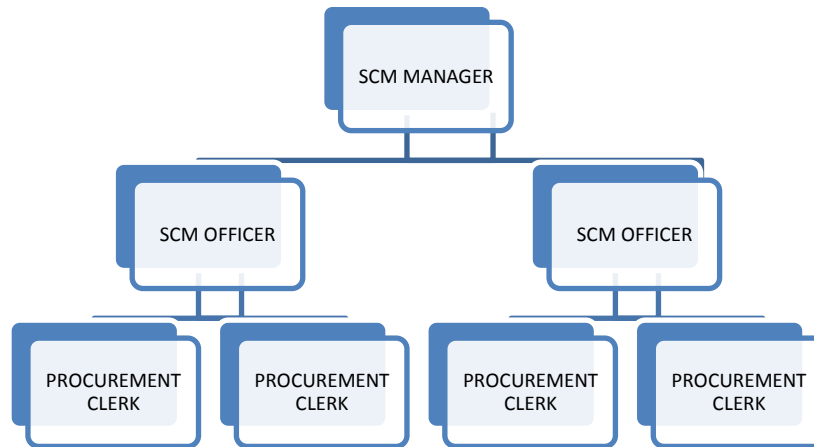 SCM MANAGER
SCM OFFICER
SCM OFFICER
PROCUREMENT
CLERK
PROCUREMENT
CLERK
PROCUREMENT
CLERK
PROCUREMENT
CLERK